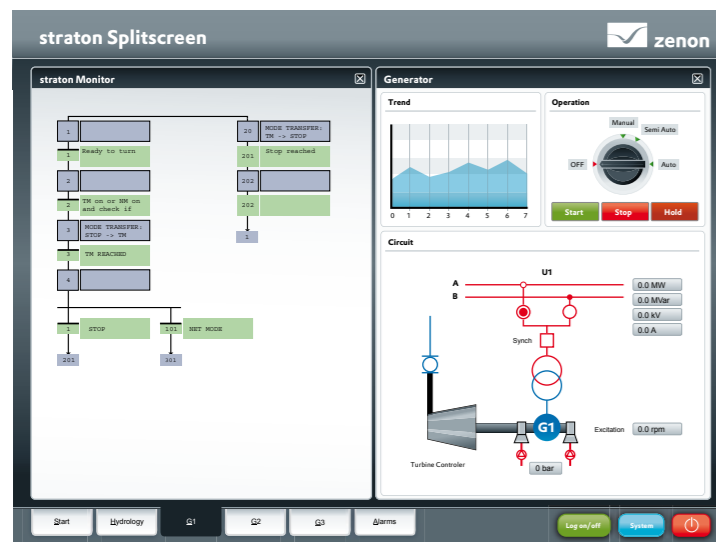 straton Splitscreen
zenon
straton Monitor
1
1
Ready to turn
2
2
TM on or NM on
and check if
3
MODE TRANSFER:
STOP -> TM
3
TM REACHED
4
1
STOP
201
NET MODE
201
301
20
MODE TRANSFER:
TM -> STOP
201
Stop reached
202
202
1
Generator
Trend
0 1 2 3 4 5 6 7
Operation
Manual
Semi Auto
OFF
Auto
Start Stop Hold
Circuit
U1
A
B
0.0 MW
0.0 MVar
0.0 kV
0.0 A
Synch
G1
Excitation
0.0 rpm
Turbine Controler
0 bar
Start Hydrology G1 G2 G3 Alarms
Log on/off System